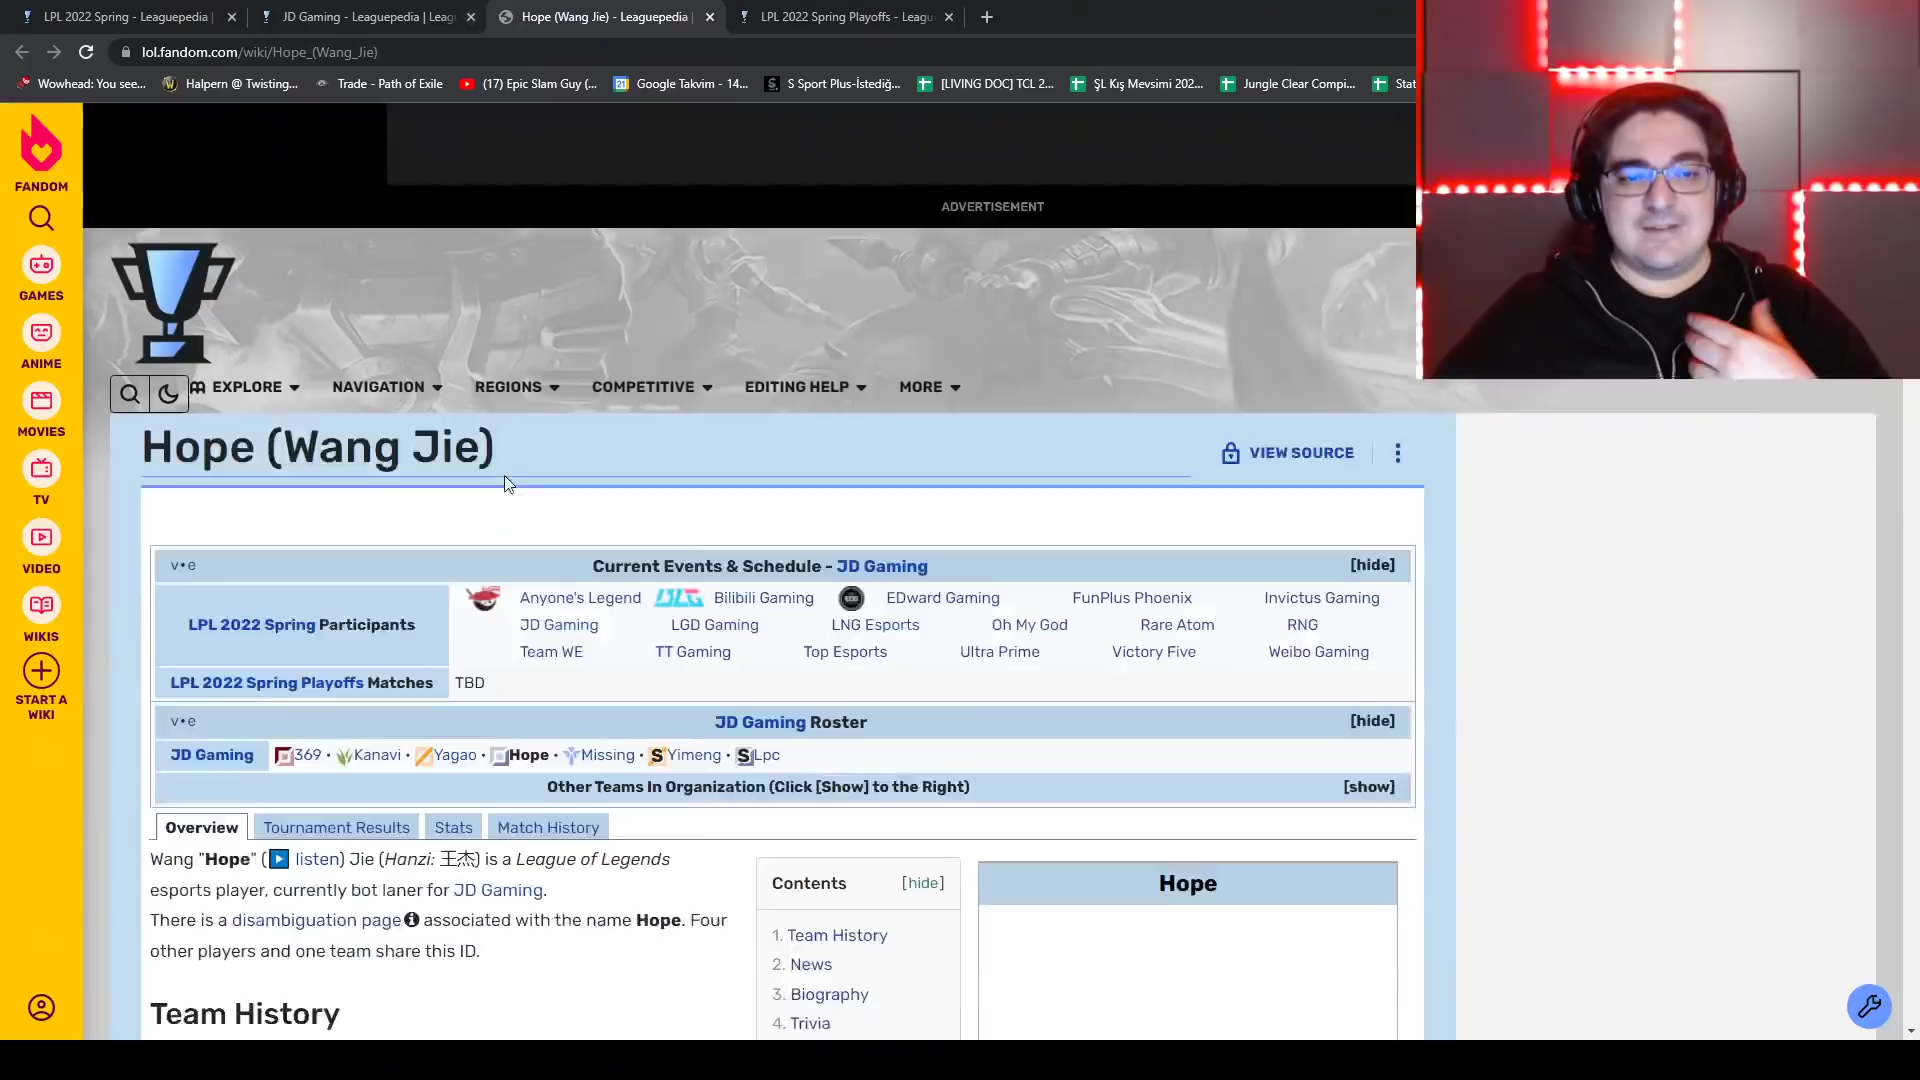 LPL 2022 Spring - Leaguepedia |
JD Gaming - Leaguepedia | Leag
Hope (Wang Jie) - Leaguepedia |
LPL 2022 Spring Playoffs - Leagu
lol.fandom.com/wiki/Hope_(Wang_Jie)
Wowhead: You see...
Halpern @ Twisting...
Trade - Path of Exile
(17) Epic Slam Guy (...
Google Takvim - 14...
S Sport Plus-İstediğ...
[LIVING DOC] TCL 2...
ŞL Kış Mevsimi 202...
Jungle Clear Compi...
Stat
FANDOM
GAMES
ANIME
MOVIES
TV
VIDEO
WIKIS
START A
WIKI
ADVERTISEMENT
EXPLORE NAVIGATION REGIONS COMPETITIVE EDITING HELP MORE
Hope (Wang Jie)
VIEW SOURCE
v•e Current Events & Schedule - JD Gaming [hide]
LPL 2022 Spring Participants
Anyone's Legend Bilibili Gaming EDward Gaming FunPlus Phoenix Invictus Gaming
JD Gaming LGD Gaming LNG Esports Oh My God Rare Atom RNG
Team WE TT Gaming Top Esports Ultra Prime Victory Five Weibo Gaming
LPL 2022 Spring Playoffs Matches TBD
v•e JD Gaming Roster [hide]
JD Gaming 369 • Kanavi • Yagao • Hope • Missing • S Yimeng • S Lpc
Other Teams In Organization (Click [Show] to the Right) [show]
Overview Tournament Results Stats Match History
Wang "Hope" (listen) Jie (Hanzi: 王杰) is a League of Legends
esports player, currently bot laner for JD Gaming.
There is a disambiguation page associated with the name Hope. Four
other players and one team share this ID.
Team History
Contents [hide]
1. Team History
2. News
3. Biography
4. Trivia
Hope